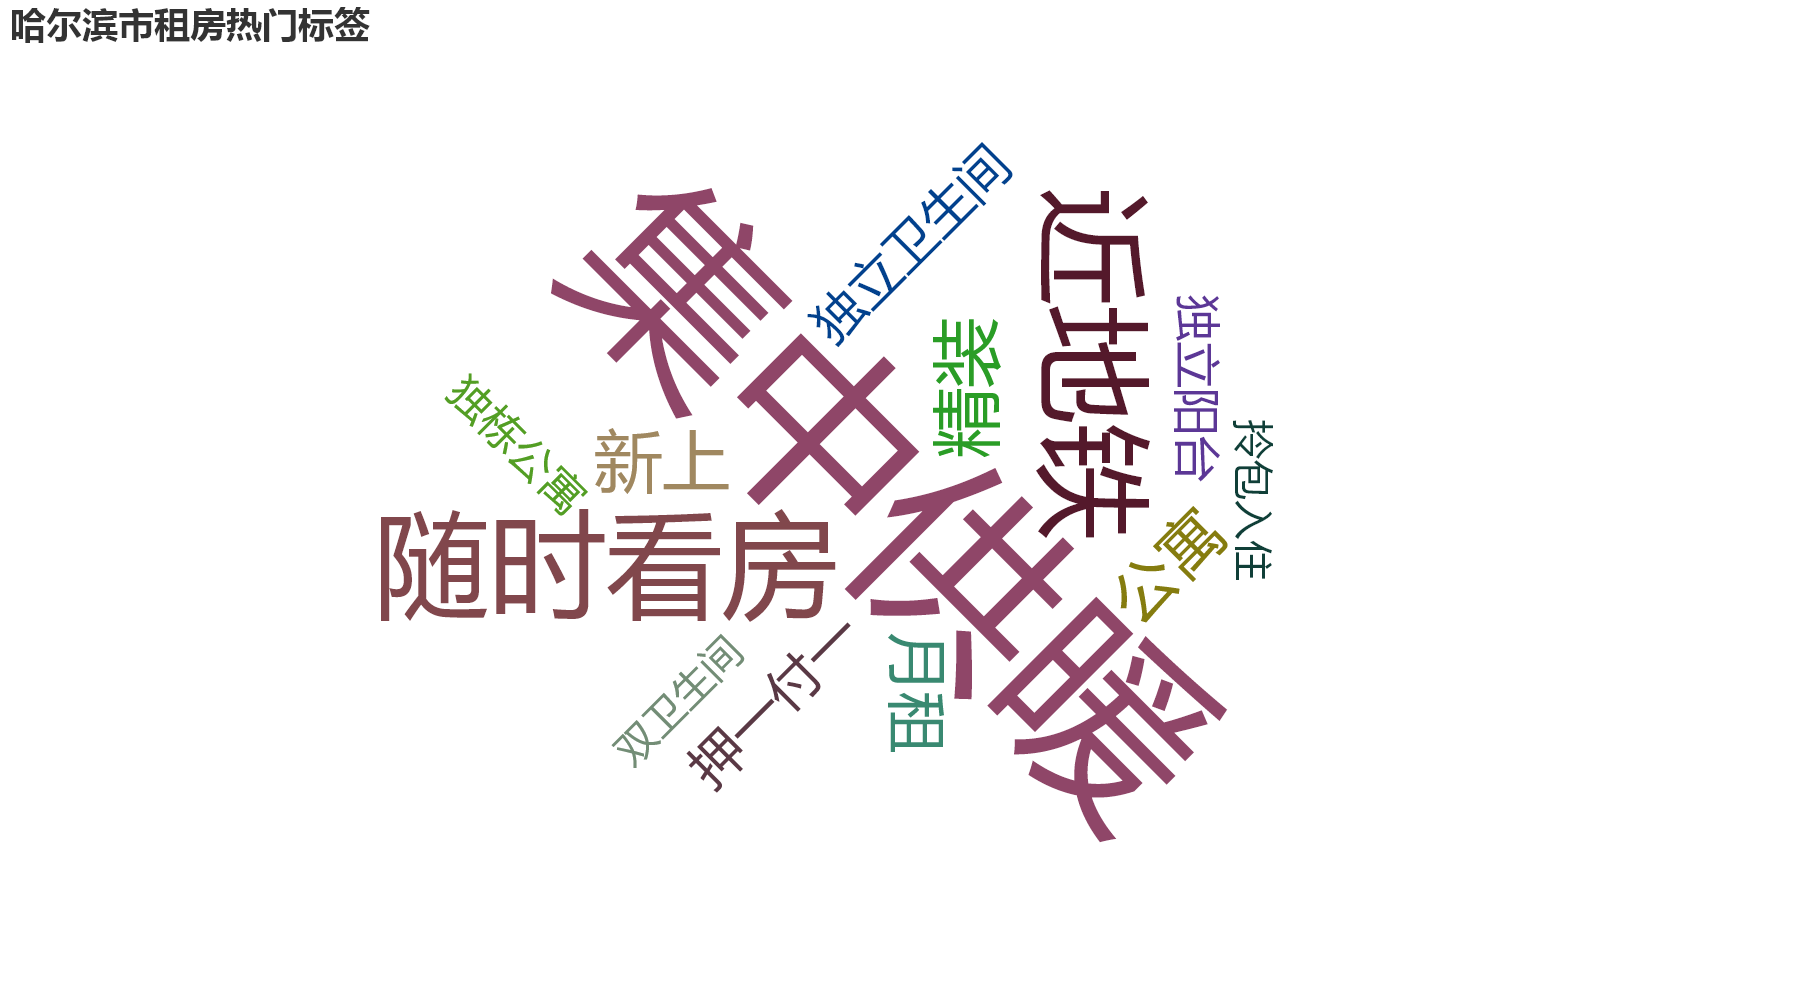 哈尔滨市租房热门标签
集中供暖
独立卫生间
近地铁
精装
独立阳台
独栋公寓
新上
拎包入住
随时看房
公寓
双卫生间
押一付一
月租